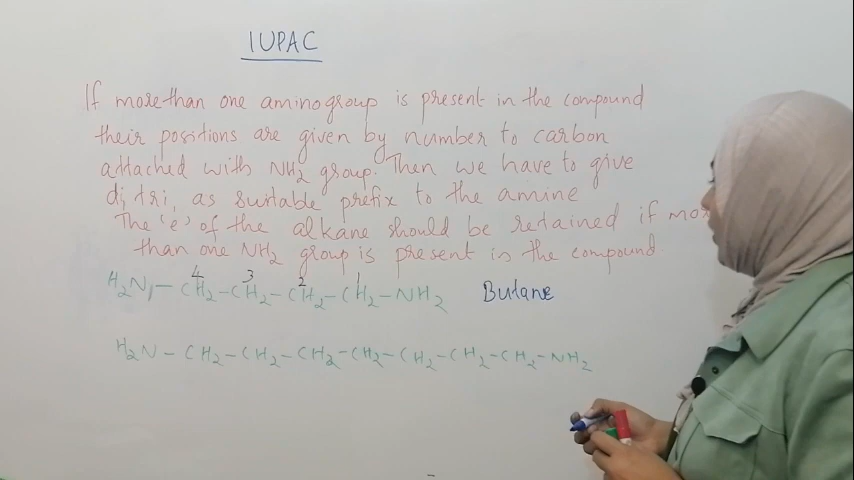 IUPAC
If more than one aminogroup is present in the compound
their positions are given by number to carbon
attached with NH2 group. Then we have to give
di, tri, as suitable prefix to the amine
The 'e' of the alkane should be retained if mor
than one NH2 group is present in the compound.
4 3 2 1
H2N - CH2 - CH2 - CH2 - CH2 - NH2 Butane
H2N - CH2 - CH2 - CH2 - CH2 - CH2 - CH2 - CH2 - NH2